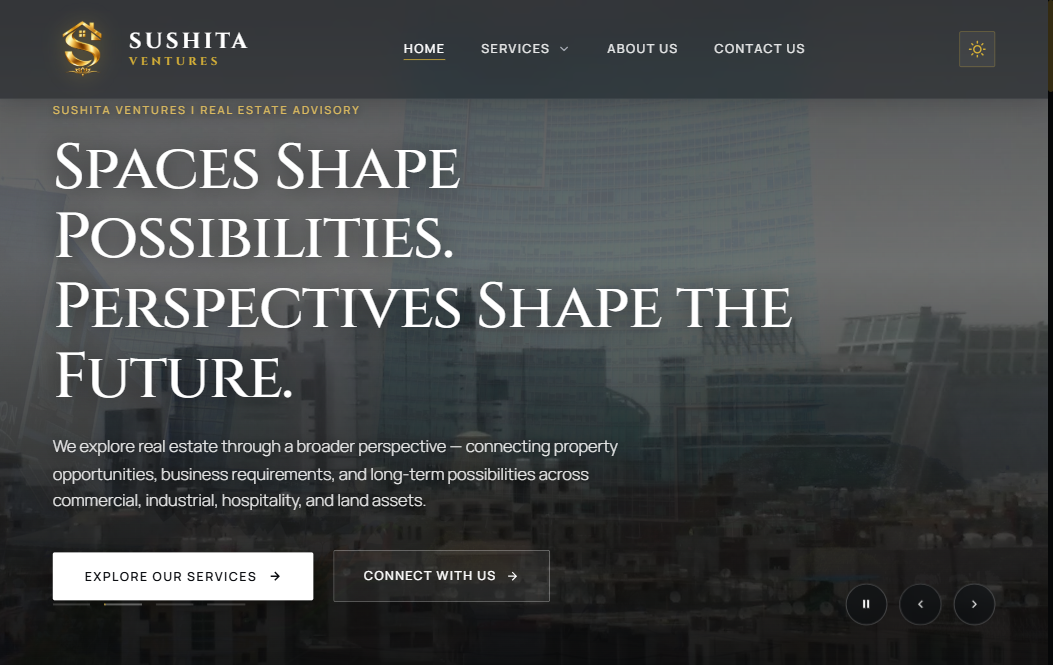 SUSHITA
VENTURES
HOME
SERVICES
ABOUT US
CONTACT US
SUSHITA VENTURES I REAL ESTATE ADVISORY
SPACES SHAPE
POSSIBILITIES.
PERSPECTIVES SHAPE THE
FUTURE.
We explore real estate through a broader perspective — connecting property
opportunities, business requirements, and long-term possibilities across
commercial, industrial, hospitality, and land assets.
EXPLORE OUR SERVICES →
CONNECT WITH US →